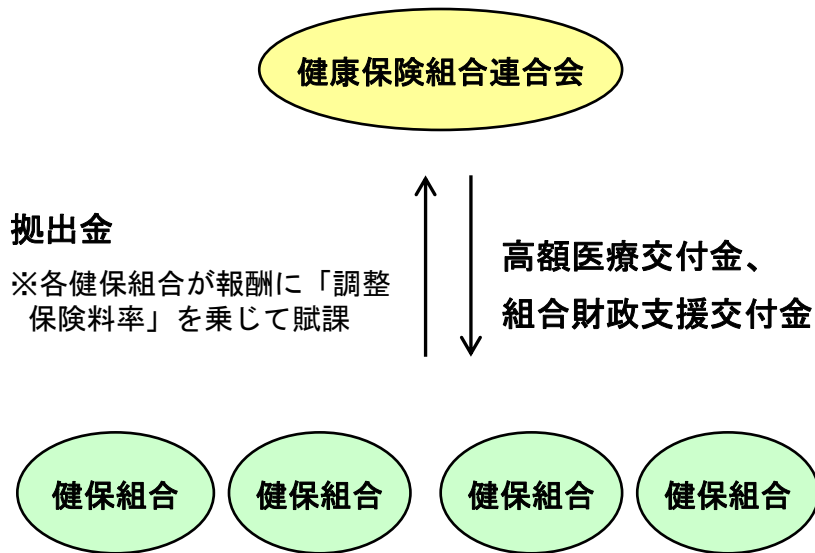 健康保険組合連合会
拠出金
※各健保組合が報酬に「調整
保険料率」を乗じて賦課
高額医療交付金、
組合財政支援交付金
健保組合
健保組合
健保組合
健保組合